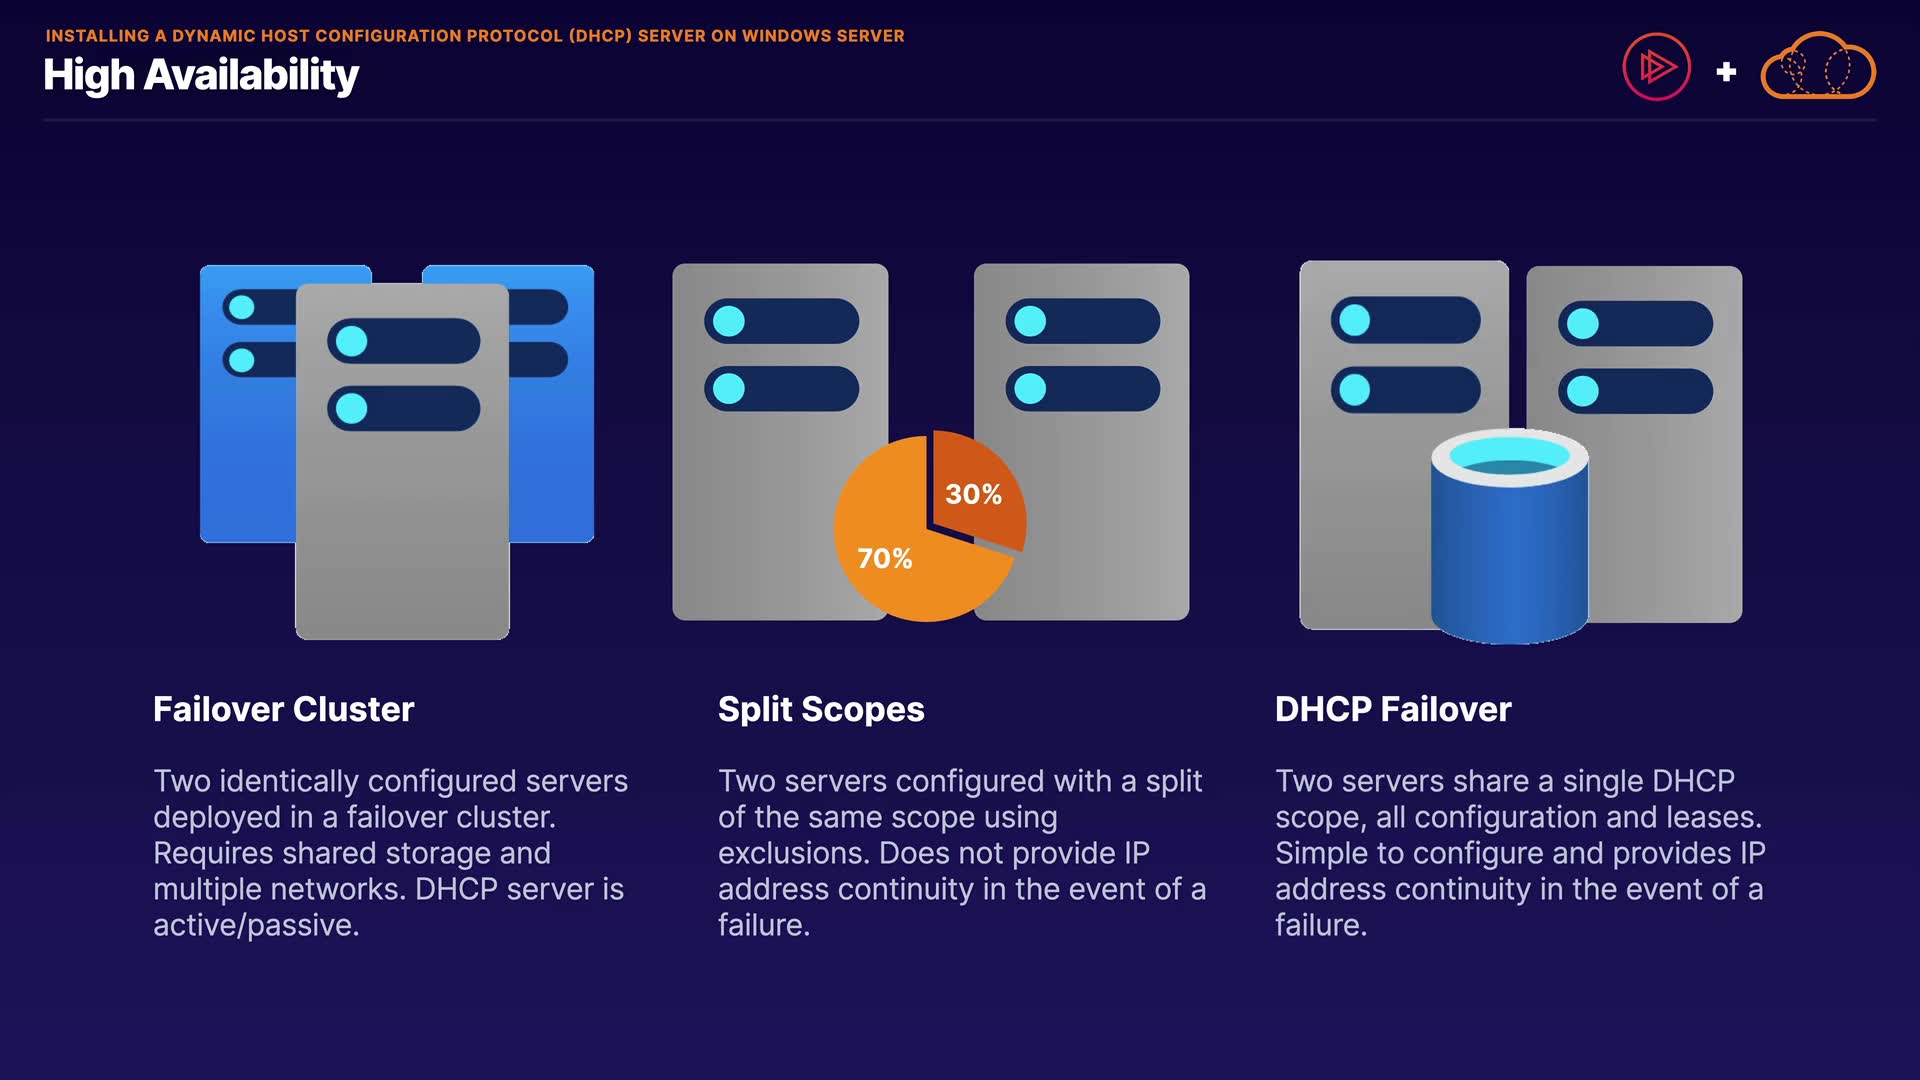 INSTALLING A DYNAMIC HOST CONFIGURATION PROTOCOL (DHCP) SERVER ON WINDOWS SERVER
High Availability
+
30%
70%
Failover Cluster
Two identically configured servers
deployed in a failover cluster.
Requires shared storage and
multiple networks. DHCP server is
active/passive.
Split Scopes
Two servers configured with a split
of the same scope using
exclusions. Does not provide IP
address continuity in the event of a
failure.
DHCP Failover
Two servers share a single DHCP
scope, all configuration and leases.
Simple to configure and provides IP
address continuity in the event of a
failure.